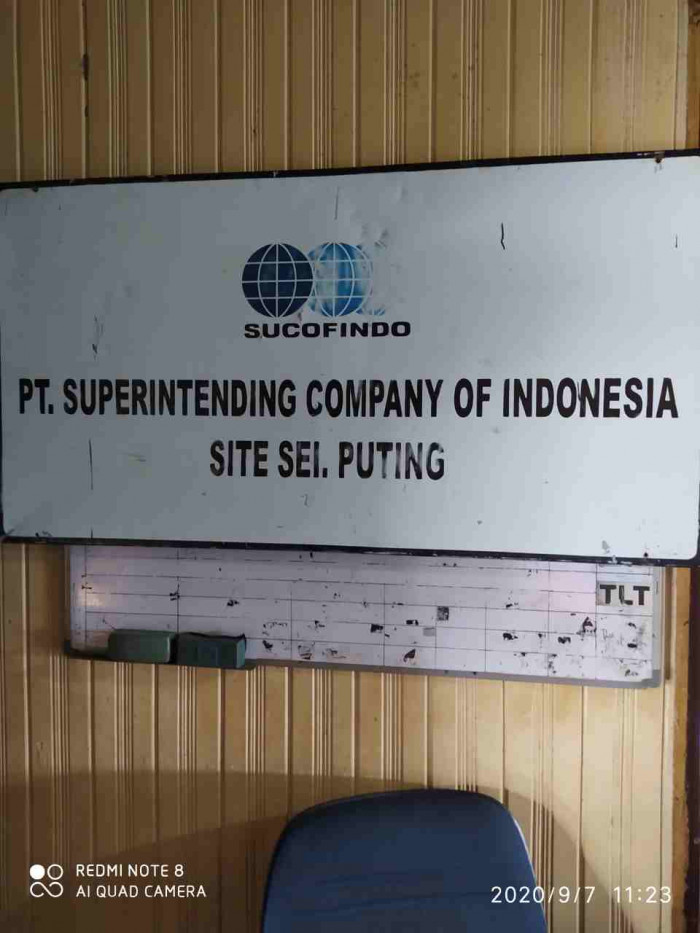 SUCOFINDO
PT. SUPERINTENDING COMPANY OF INDONESIA
SITE SEI. PUTING
TLT
REDMI NOTE 8
AI QUAD CAMERA
2020/9/7 11:23